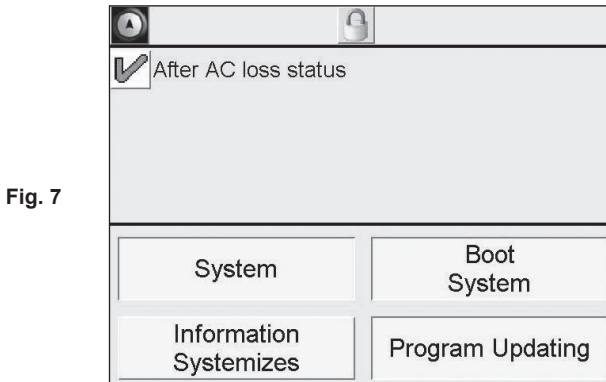 After AC loss status
Fig. 7
System
Boot
System
Information
Systemizes
Program Updating